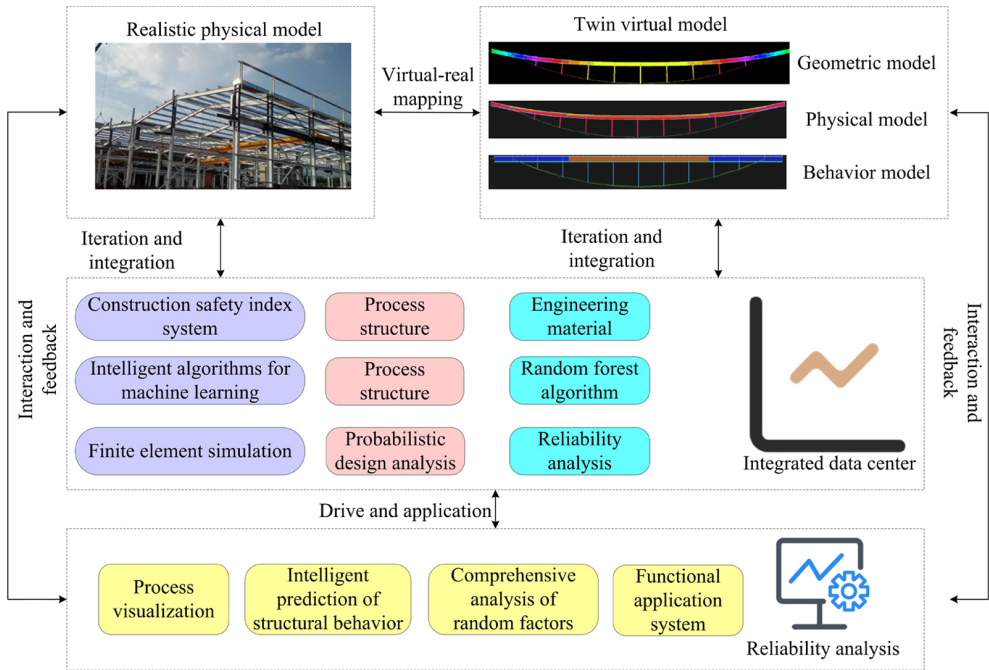 Realistic physical model
Virtual-real
mapping
Twin virtual model
Geometric model
Physical model
Behavior model
Iteration and
integration
Iteration and
integration
Interaction and
feedback
Interaction and
feedback
Construction safety index
system
Process
structure
Engineering
material
Intelligent algorithms for
machine learning
Process
structure
Random forest
algorithm
Finite element simulation
Probabilistic
design analysis
Reliability
analysis
Integrated data center
Drive and application
Process
visualization
Intelligent
prediction of
structural behavior
Comprehensive
analysis of
random factors
Functional
application
system
Reliability analysis